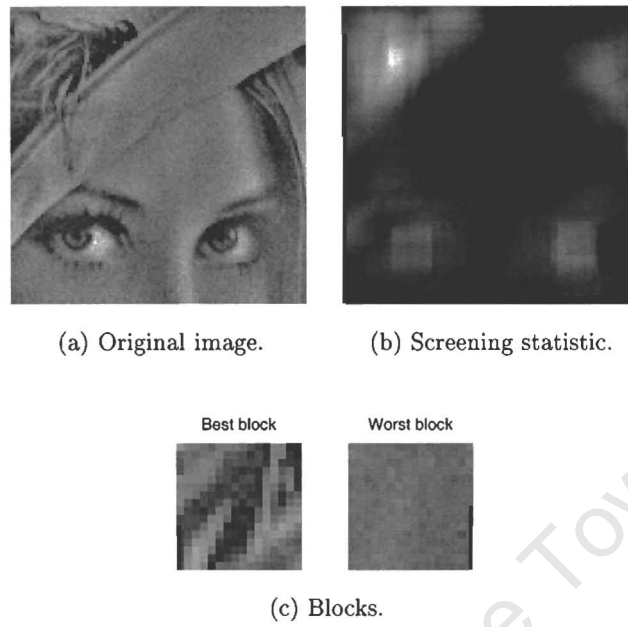 (a) Original image.
(b) Screening statistic.
Best block
Worst block
(c) Blocks.